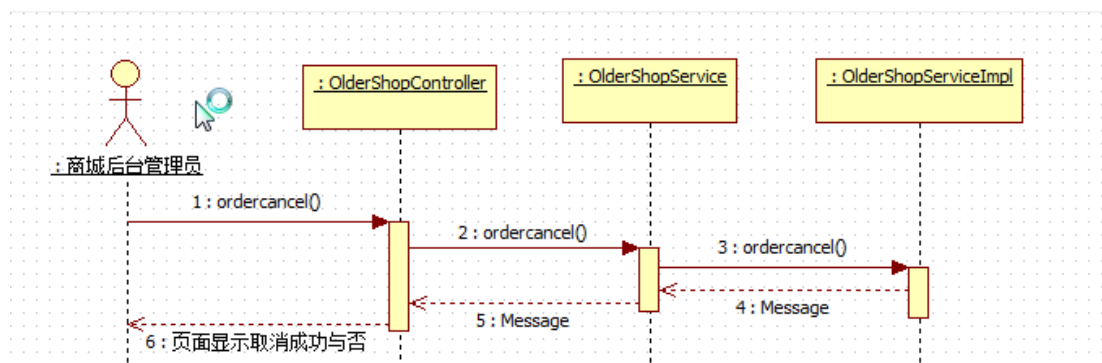 : OlderShopController
: OlderShopService
: OlderShopServiceImpl
: 商城后台管理员
1 : ordercancel()
2 : ordercancel()
3 : ordercancel()
4 : Message
5 : Message
6 : 页面显示取消成功与否